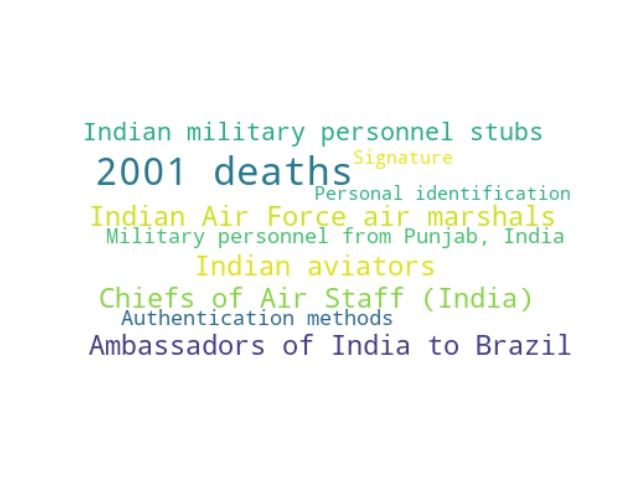 Indian military personnel stubs
2001 deaths
Signature
Personal identification
Indian Air Force air marshals
Military personnel from Punjab, India
Indian aviators
Chiefs of Air Staff (India)
Authentication methods
Ambassadors of India to Brazil